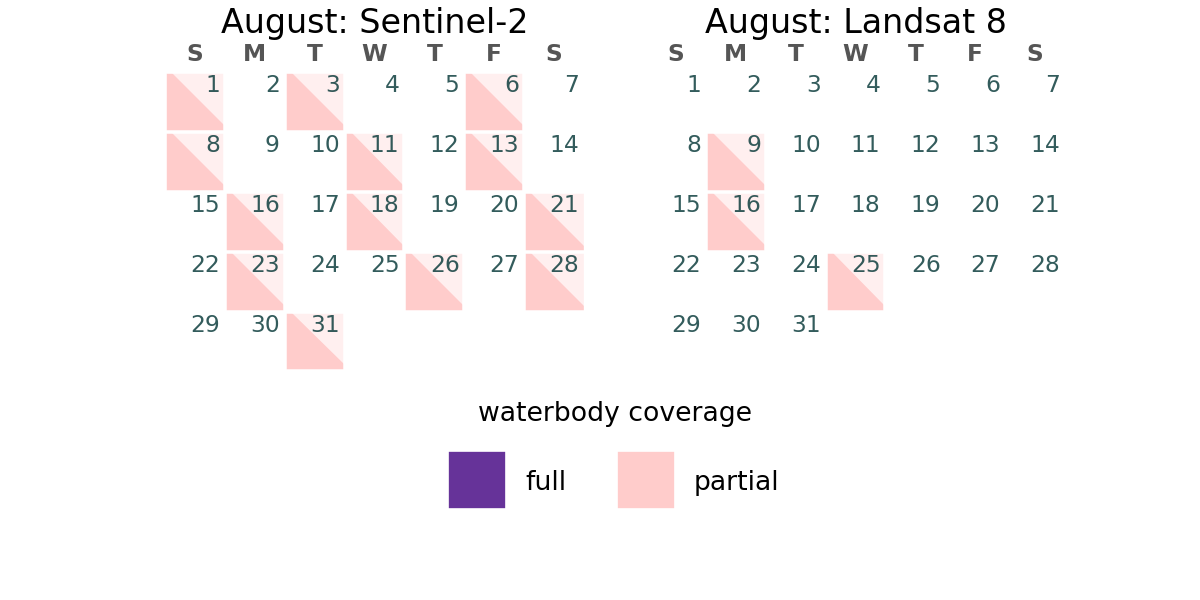 August: Sentinel-2
S M T W T F S
1 2 3 4 5 6 7
8 9 10 11 12 13 14
15 16 17 18 19 20 21
22 23 24 25 26 27 28
29 30 31
August: Landsat 8
S M T W T F S
1 2 3 4 5 6 7
8 9 10 11 12 13 14
15 16 17 18 19 20 21
22 23 24 25 26 27 28
29 30 31
waterbody coverage
full partial